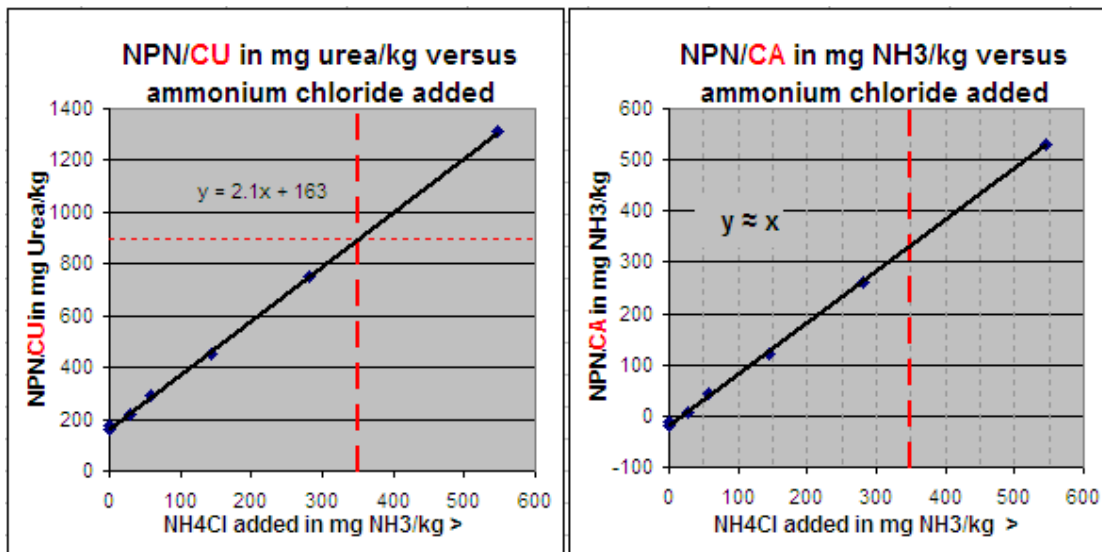 NPN/CU in mg urea/kg versus
ammonium chloride added
1400
1200
1000
800
600
400
200
0
y = 2.1x + 163
NPN/CU in mg Urea/kg
0 100 200 300 400 500 600
NH4Cl added in mg NH3/kg >
NPN/CA in mg NH3/kg versus
ammonium chloride added
600
500
400
300
200
100
0
-100
y ≈ x
NPN/CA in mg NH3/kg
0 100 200 300 400 500 600
NH4Cl added in mg NH3/kg >